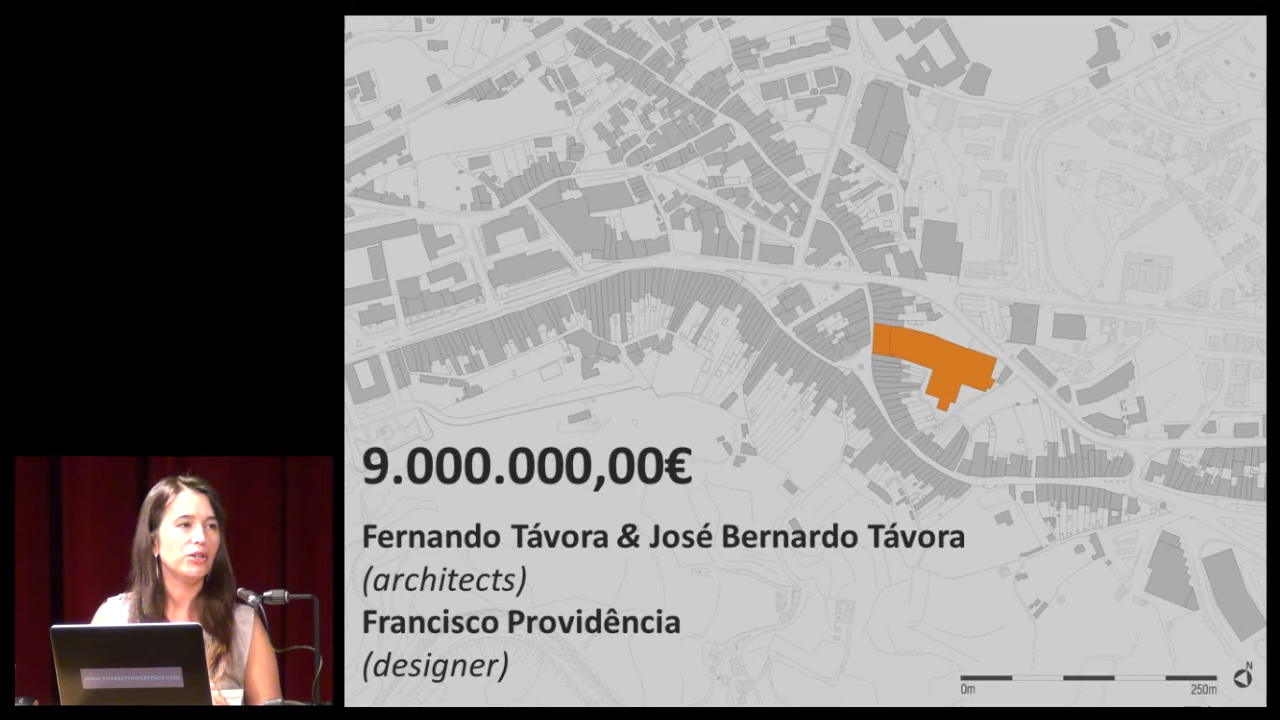 9.000.000,00€
Fernando Távora & José Bernardo Távora
(architects)
Francisco Providência
(designer)
0m
250m
N